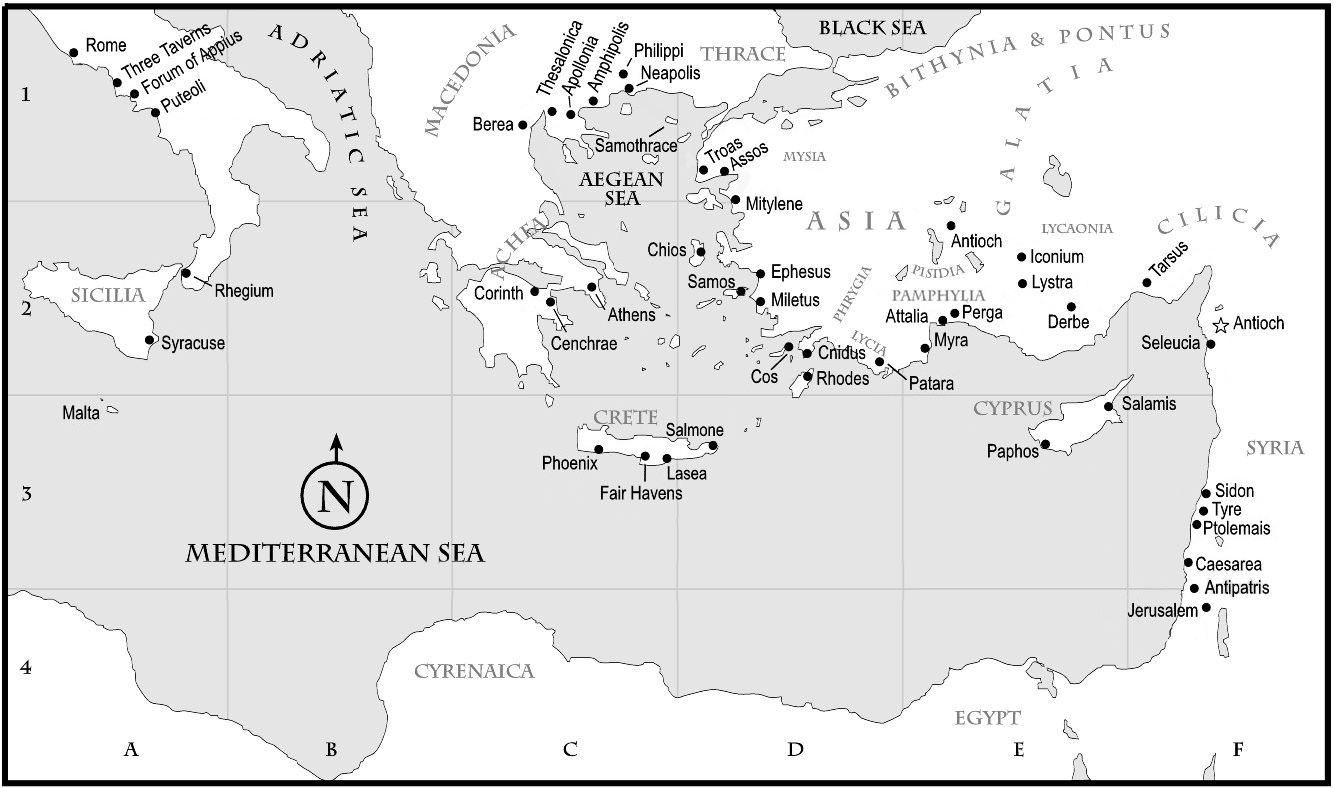 Rome
Three Taverns
Forum of Appius
Puteoli
ADRIATIC SEA
MACEDONIA
Thesalonica
Apollonia
Amphipolis
Philippi
Neapolis
THRACE
BLACK SEA
BITHYNIA & PONTUS
GALATIA
1
Berea
Samothrace
Troas
Assos
MYSIA
AEGEAN
SEA
Mitylene
ASIA
ACHEA
Chios
Antioch
LYCAONIA
CILICIA
Iconium
Tarsus
SICILIA
Rhegium
Corinth
Athens
Cenchrae
Samos
Ephesus
Miletus
PHRYGIA
PISIDIA
PAMPHYLIA
Lystra
Attalia
Perga
Derbe
Antioch
2
Syracuse
Seleucia
Cos
Cnidus
LYCIA
Myra
Rhodes
Patara
Malta
CRETE
Salmone
CYPRUS
Salamis
Paphos
SYRIA
Phoenix
Fair Havens
Lasea
3
N
MEDITERRANEAN SEA
Sidon
Tyre
Ptolemais
Caesarea
Antipatris
Jerusalem
4
CYRENAICA
EGYPT
A
B
C
D
E
F